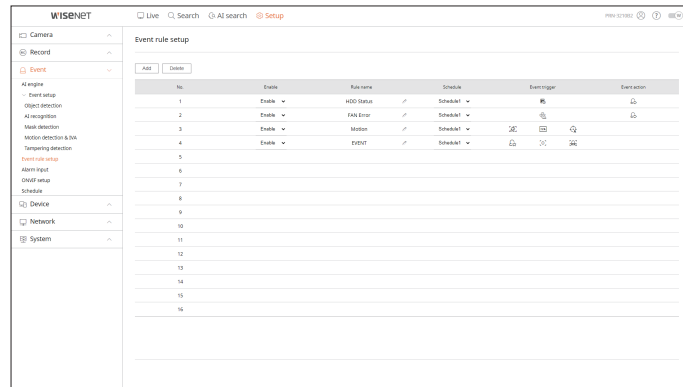 WISENET
Live Search AI search Setup
PRN-3210B2
Camera
Record
Event
AI engine
Event setup
Object detection
AI recognition
Mask detection
Motion detection & IVA
Tampering detection
Event rule setup
Alarm input
ONVIF setup
Schedule
Device
Network
System
Event rule setup
Add Delete
No. Enable Rule name Schedule Event trigger Event action
1 Enable HDD Status Schedule1
2 Enable FAN Error Schedule1
3 Enable Motion Schedule1
4 Enable EVENT Schedule1
5
6
7
8
9
10
11
12
13
14
15
16